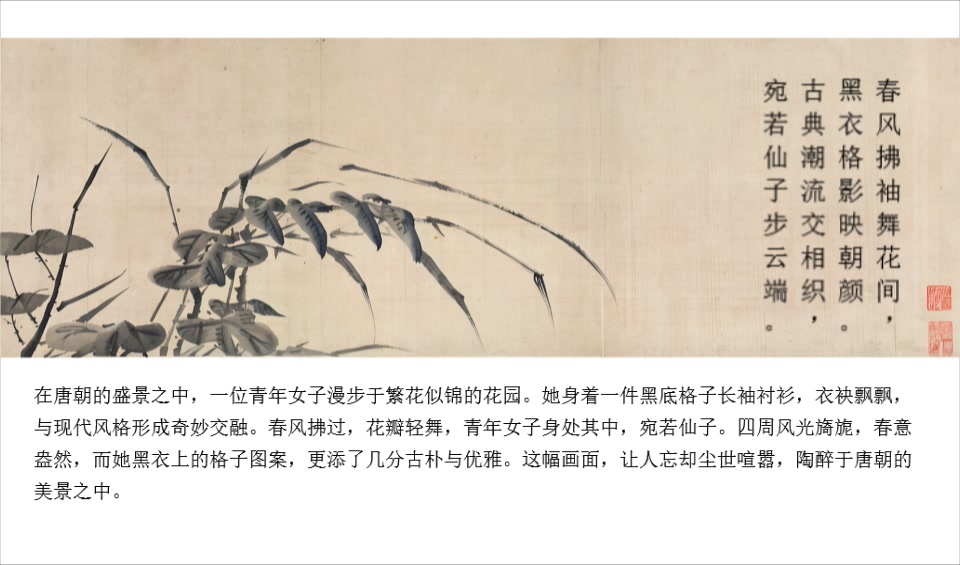 春风拂袖舞花间，
黑衣格影映朝颜。
古典潮流交相织，
宛若仙子步云端。
在唐朝的盛景之中，一位青年女子漫步于繁花似锦的花园。她身着一件黑底格子长袖衬衫，衣袂飘飘，
与现代风格形成奇妙交融。春风拂过，花瓣轻舞，青年女子身处其中，宛若仙子。四周风光旖旎，春意
盎然，而她黑衣上的格子图案，更添了几分古朴与优雅。这幅画面，让人忘却尘世喧嚣，陶醉于唐朝的
美景之中。